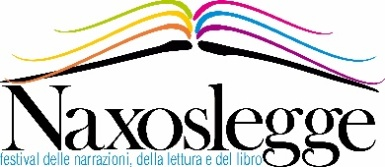 Naxoslegge
festival delle narrazioni, della lettura e del libro